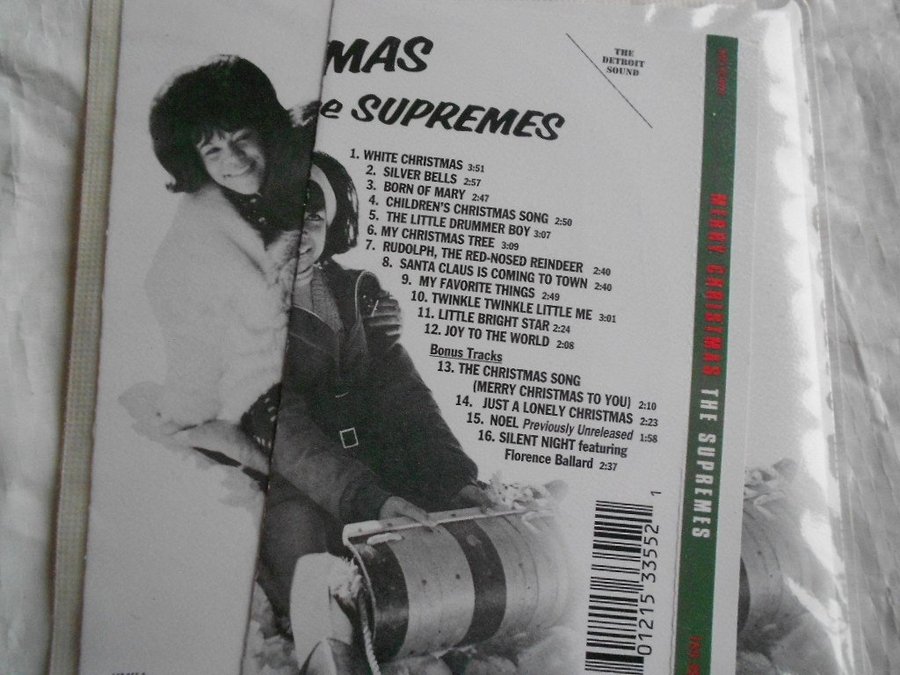 MAS
e SUPREMES
THE
DETROIT
SOUND
1. WHITE CHRISTMAS 3:51
2. SILVER BELLS 2:57
3. BORN OF MARY 2:47
4. CHILDREN'S CHRISTMAS SONG 2:50
5. THE LITTLE DRUMMER BOY 3:07
6. MY CHRISTMAS TREE 3:09
7. RUDOLPH, THE RED-NOSED REINDEER 2:40
8. SANTA CLAUS IS COMING TO TOWN 2:40
9. MY FAVORITE THINGS 2:49
10. TWINKLE TWINKLE LITTLE ME 3:01
11. LITTLE BRIGHT STAR 2:24
12. JOY TO THE WORLD 2:08
Bonus Tracks
13. THE CHRISTMAS SONG
(MERRY CHRISTMAS TO YOU) 2:10
14. JUST A LONELY CHRISTMAS 2:23
15. NOEL Previously Unreleased 1:58
16. SILENT NIGHT featuring
Florence Ballard 2:37
01215 33552 1
MERRY CHRISTMAS THE SUPREMES